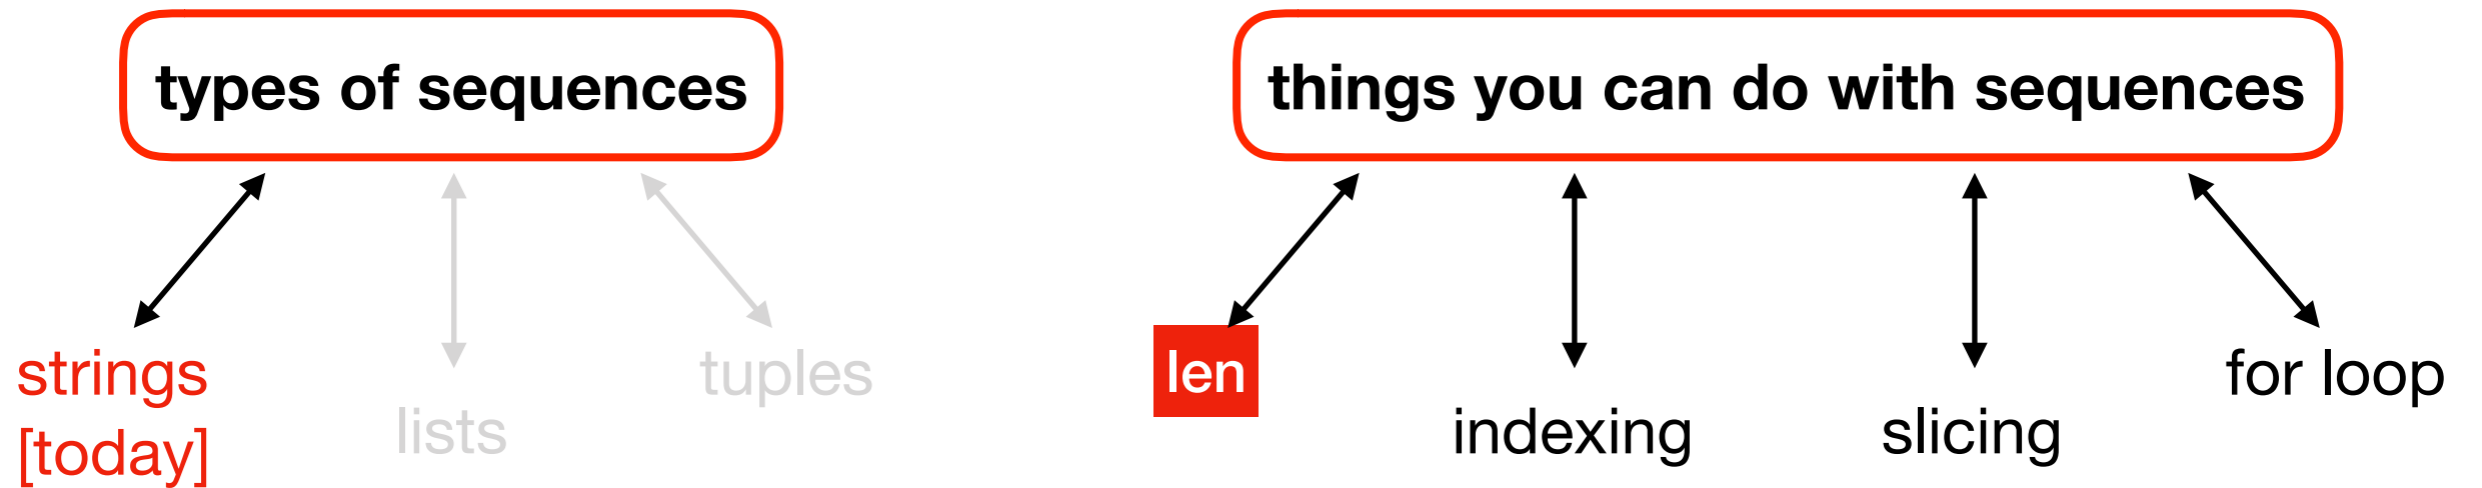 types of sequences
things you can do with sequences
strings
[today]
lists
tuples
len
indexing
slicing
for loop